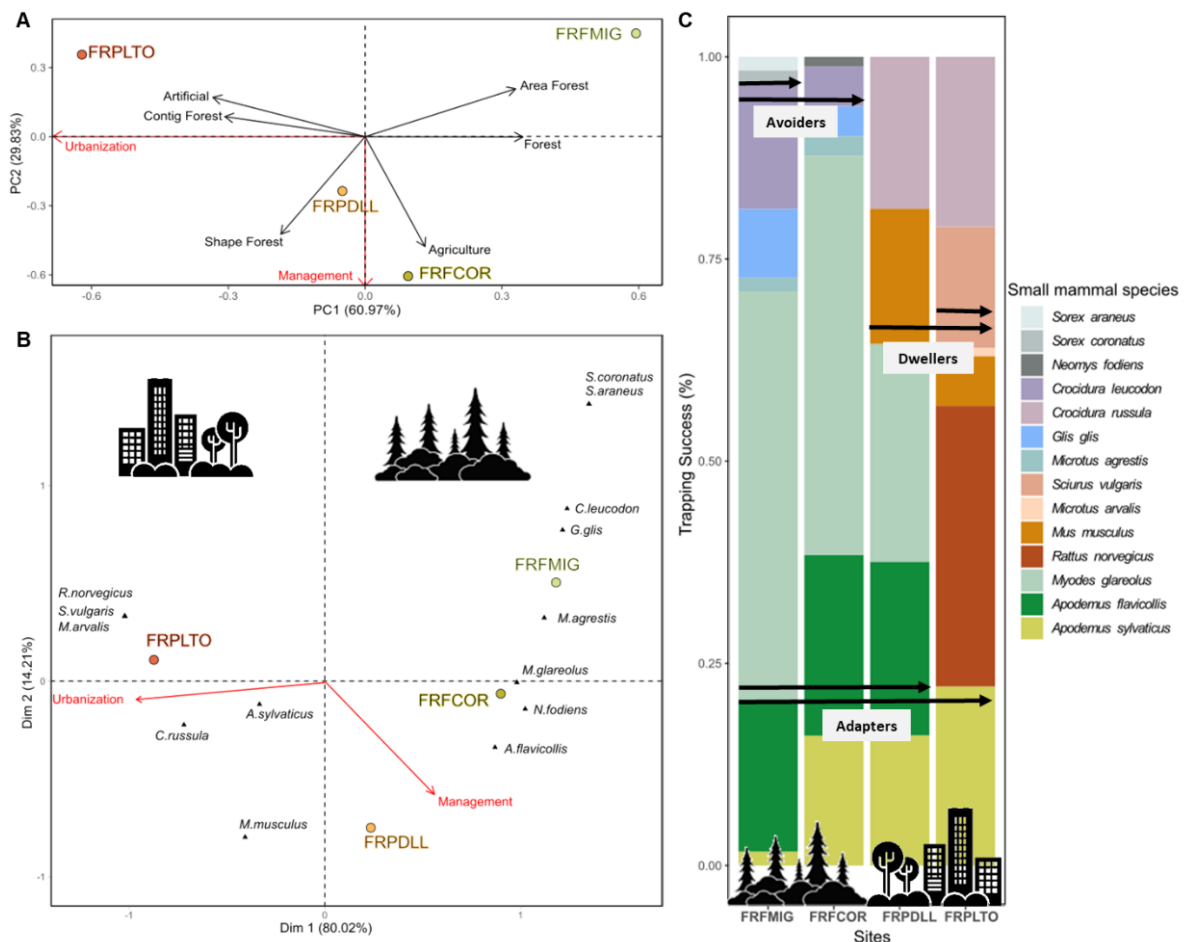 A
FRPLTO
FRFMIG
Artificial
Contig Forest
Area Forest
Urbanization
Forest
FRPDLL
Shape Forest
Agriculture
Management
FRFCOR
PC2 (29.83%)
0.3
0.0
-0.3
-0.6
-0.6
-0.3
0.0
0.3
0.6
PC1 (60.97%)
B
S.coronatus
S.araneus
C.leucodon
G.glis
FRFMIG
R.norvegicus
S.vulgaris
M.arvalis
M.agrestis
FRPLTO
M.glareolus
Urbanization
FRFCOR
N.fodiens
A.sylvaticus
C.russula
A.flavicollis
Management
M.musculus
FRPDLL
Dim 2 (14.21%)
1
0
-1
-1
0
1
Dim 1 (80.02%)
C
1.00
0.75
0.50
0.25
0.00
Trapping Success (%)
Avoiders
Dwellers
Adapters
FRFMIG
FRFCOR
FRPDLL
FRPLTO
Sites
Small mammal species
Sorex araneus
Sorex coronatus
Neomys fodiens
Crocidura leucodon
Crocidura russula
Glis glis
Microtus agrestis
Sciurus vulgaris
Microtus arvalis
Mus musculus
Rattus norvegicus
Myodes glareolus
Apodemus flavicollis
Apodemus sylvaticus